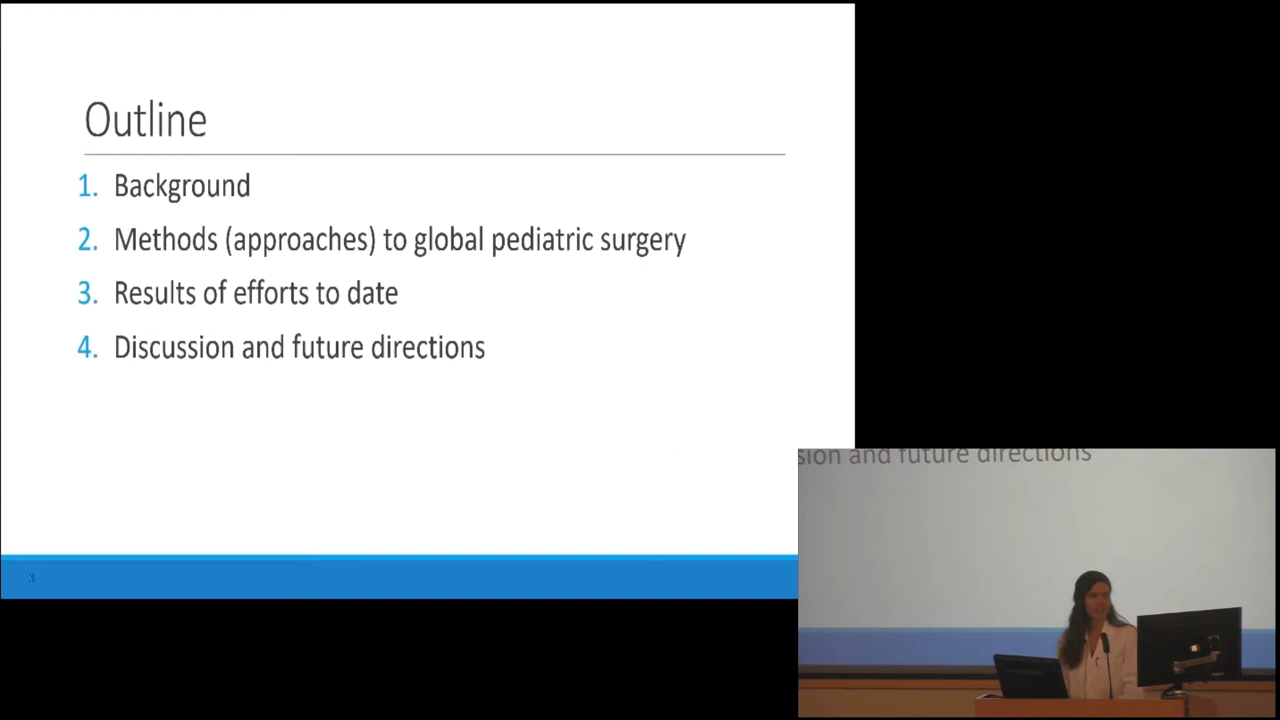 Outline
1. Background
2. Methods (approaches) to global pediatric surgery
3. Results of efforts to date
4. Discussion and future directions
3
sion and future directions